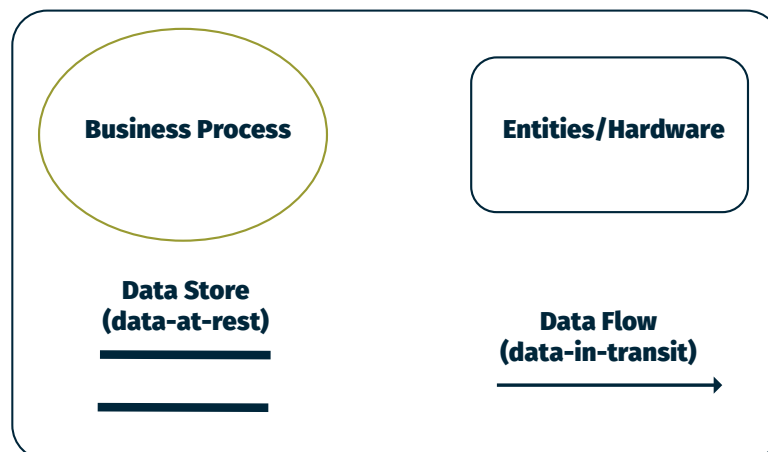 Business Process
Entities/Hardware
Data Store
(data-at-rest)
Data Flow
(data-in-transit)